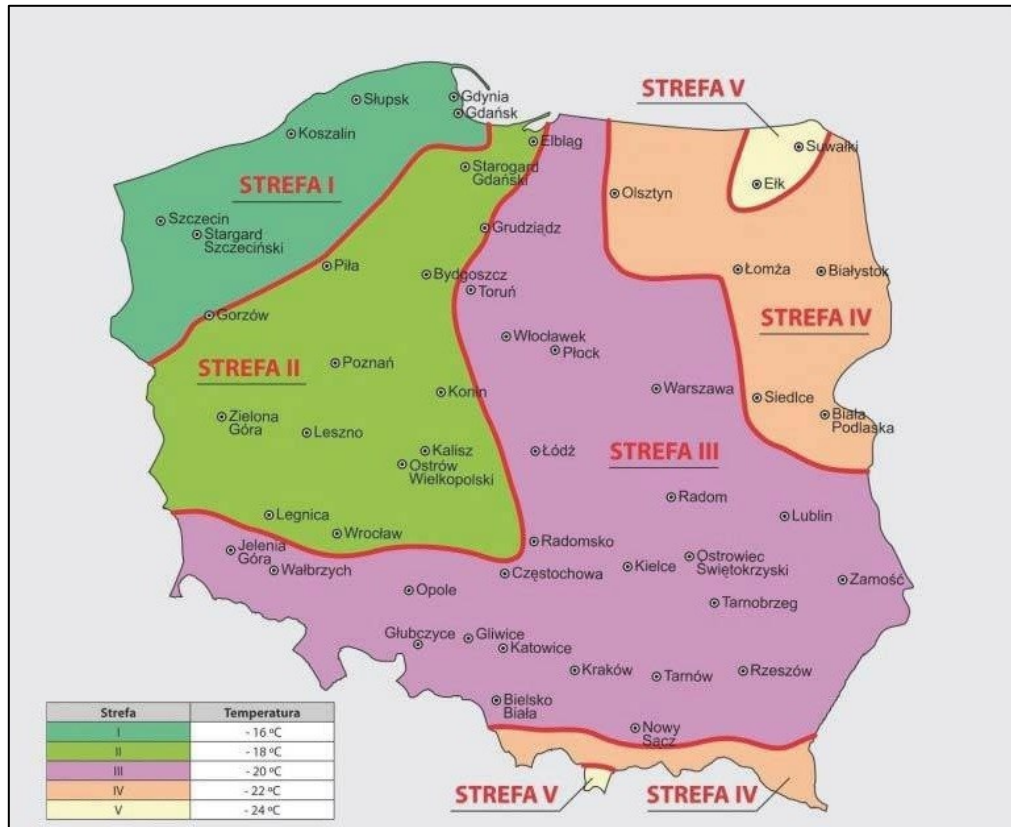 STREFA V
Słupsk
Gdynia
Gdańsk
Koszalin
Elbląg
Suwałki
Starogard
Gdański
STREFA I
Ełk
Olsztyn
Szczecin
Stargard
Szczeciński
Grudziądz
Piła
Bydgoszcz
Toruń
Łomża
Białystok
Gorzów
STREFA IV
Włocławek
Płock
Poznań
STREFA II
Konin
Warszawa
Siedlce
Biała
Podlaska
Zielona
Góra
Leszno
Kalisz
Ostrów
Wielkopolski
Łódź
STREFA III
Radom
Legnica
Lublin
Wrocław
Radomsko
Jelenia
Góra
Wałbrzych
Częstochowa
Kielce
Ostrowiec
Świętokrzyski
Zamość
Opole
Tarnobrzeg
Głubczyce
Gliwice
Katowice
Kraków
Tarnów
Rzeszów
Bielsko
Biała
Nowy
Sącz
Strefa Temperatura
I - 16 ºC
II - 18 ºC
III - 20 ºC
IV - 22 ºC
V - 24 ºC
STREFA V
STREFA IV